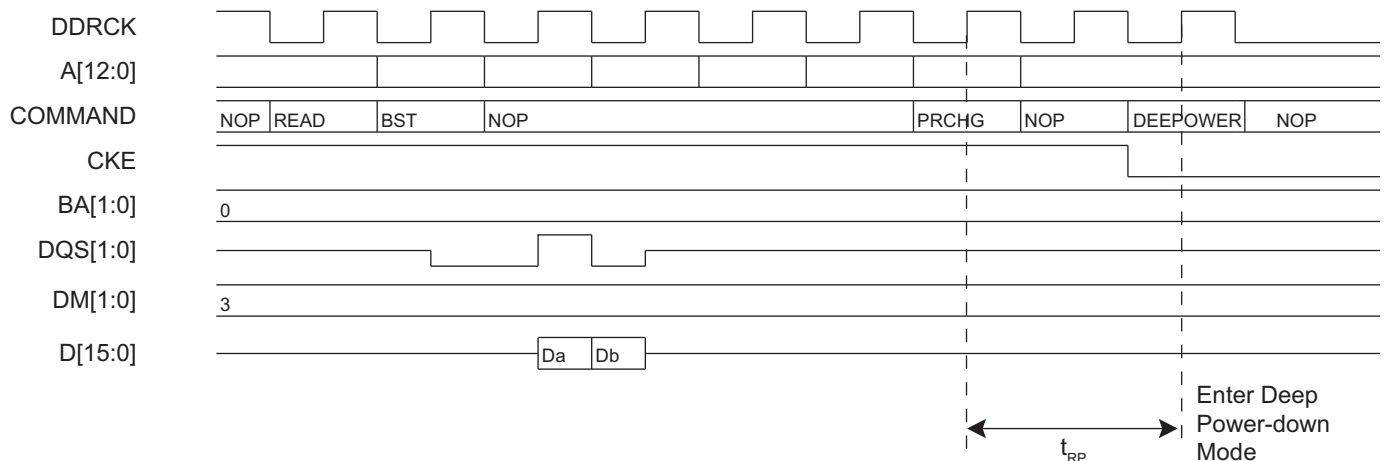 DDRCK
A[12:0]
COMMAND NOP READ BST NOP PRCHG NOP DEEPOWER NOP
CKE
BA[1:0] 0
DQS[1:0]
DM[1:0] 3
D[15:0] Da Db
Enter Deep
Power-down
Mode
tRP